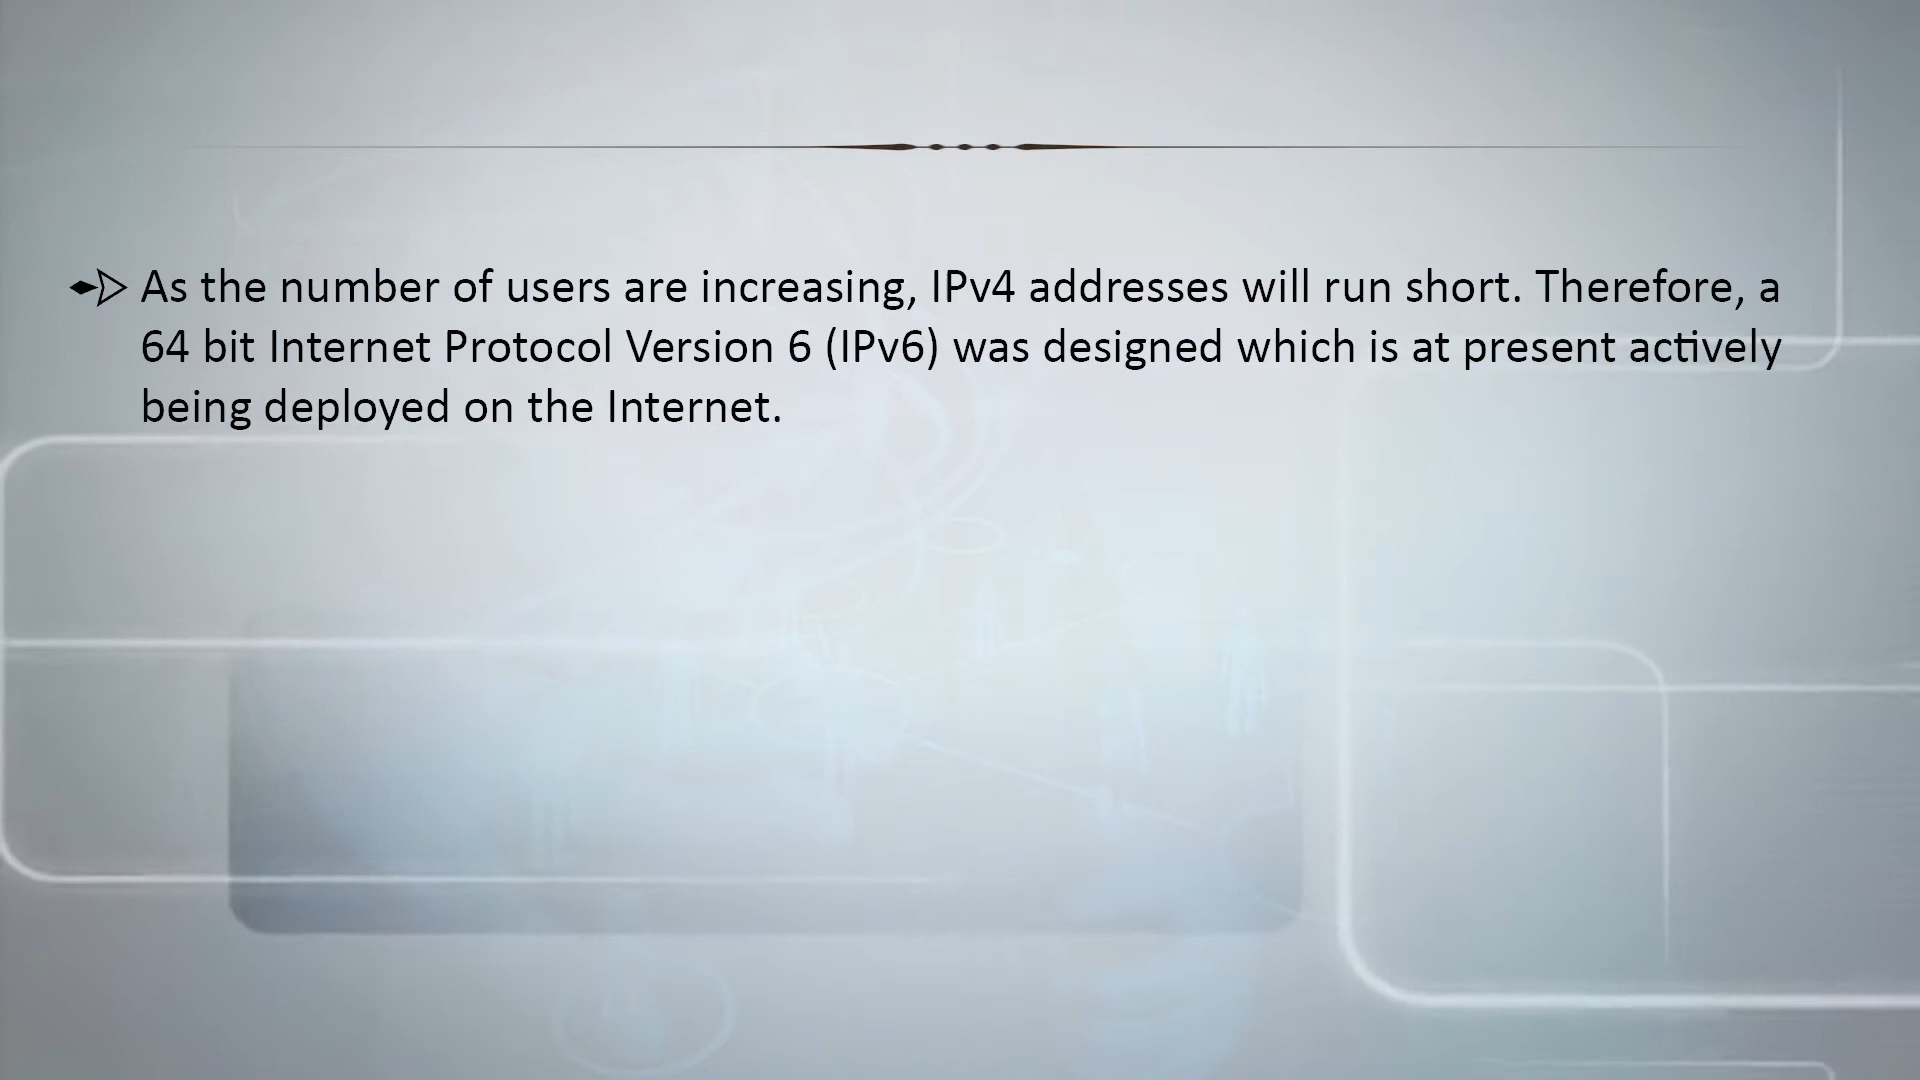 As the number of users are increasing, IPv4 addresses will run short. Therefore, a
64 bit Internet Protocol Version 6 (IPv6) was designed which is at present actively
being deployed on the Internet.